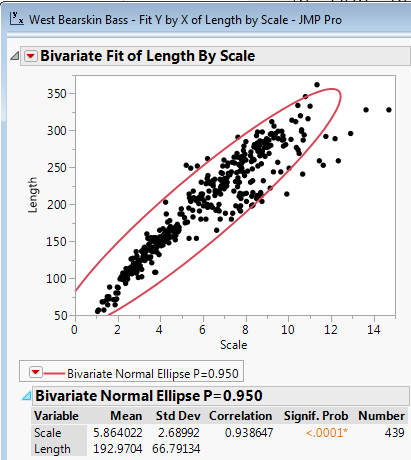 West Bearskin Bass - Fit Y by X of Length by Scale - JMP Pro
Bivariate Fit of Length By Scale
350
300
250
200
150
100
50
Length
0 2 4 6 8 10 12 14
Scale
Bivariate Normal Ellipse P=0.950
Bivariate Normal Ellipse P=0.950
Variable Mean Std Dev Correlation Signif. Prob Number
Scale 5.864022 2.68992 0.938647 <.0001* 439
Length 192.9704 66.79134